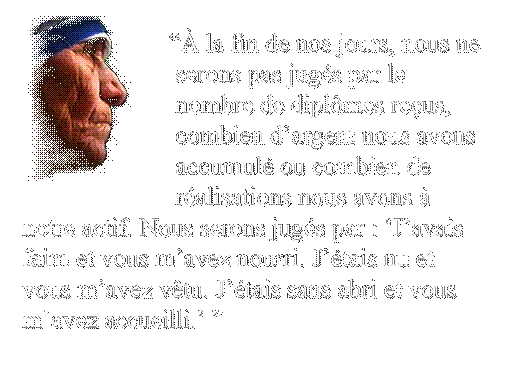 “À la fin de nos jours, nous ne
serons pas jugés par le
nombre de diplômes reçus,
combien d’argent nous avons
accumulé ou combien de
réalisations nous avons à
notre actif. Nous serons jugés par : ‘J’avais
faim et vous m’avez nourri. J’étais nu et
vous m’avez vêtu. J’étais sans abri et vous
m’avez accueilli.’ ”